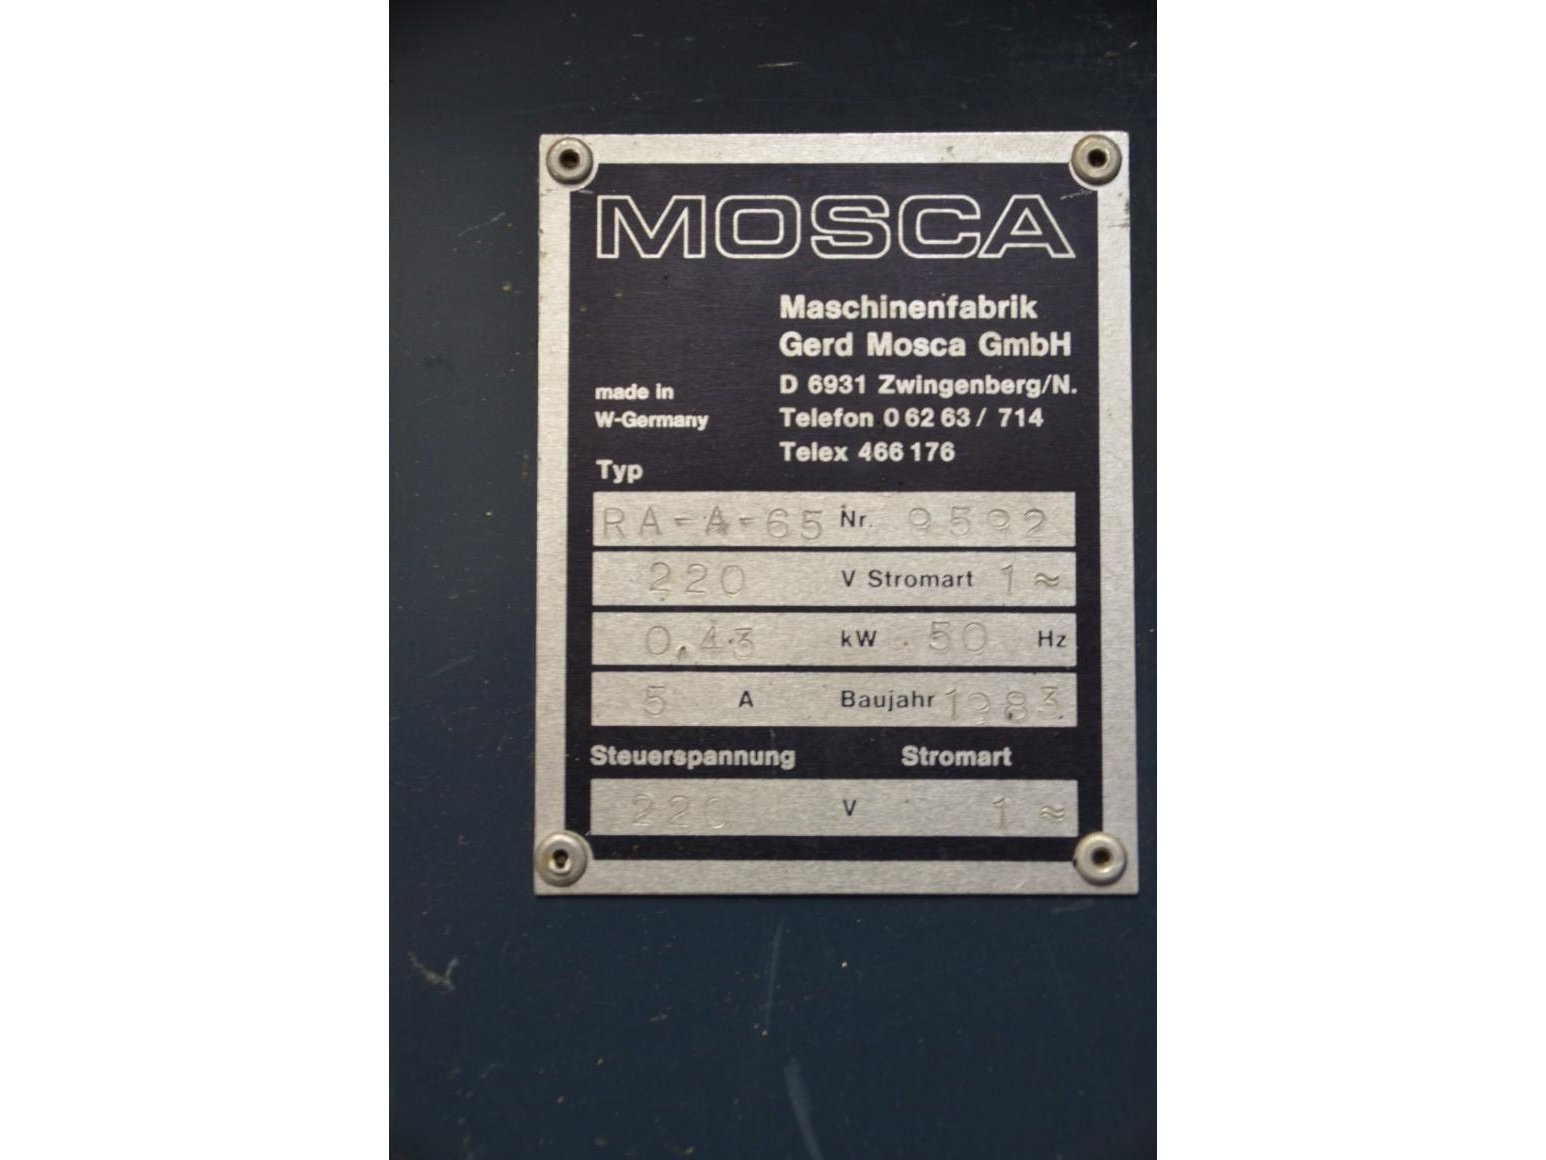 MOSCA
Maschinenfabrik
Gerd Mosca GmbH
made in
W-Germany
D 6931 Zwingenberg/N.
Telefon 0 62 63 / 714
Telex 466 176
Typ
RA-A-65 Nr. 9592
220 V Stromart 1 ≈
0.43 kW 50 Hz
5 A Baujahr 1983
Steuerspannung Stromart
220 V 1 ≈